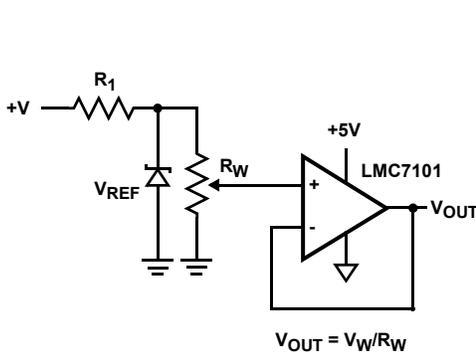 R1
+V
+5V
RW
LMC7101
VREF
+
-
VOUT
VOUT = VW/RW